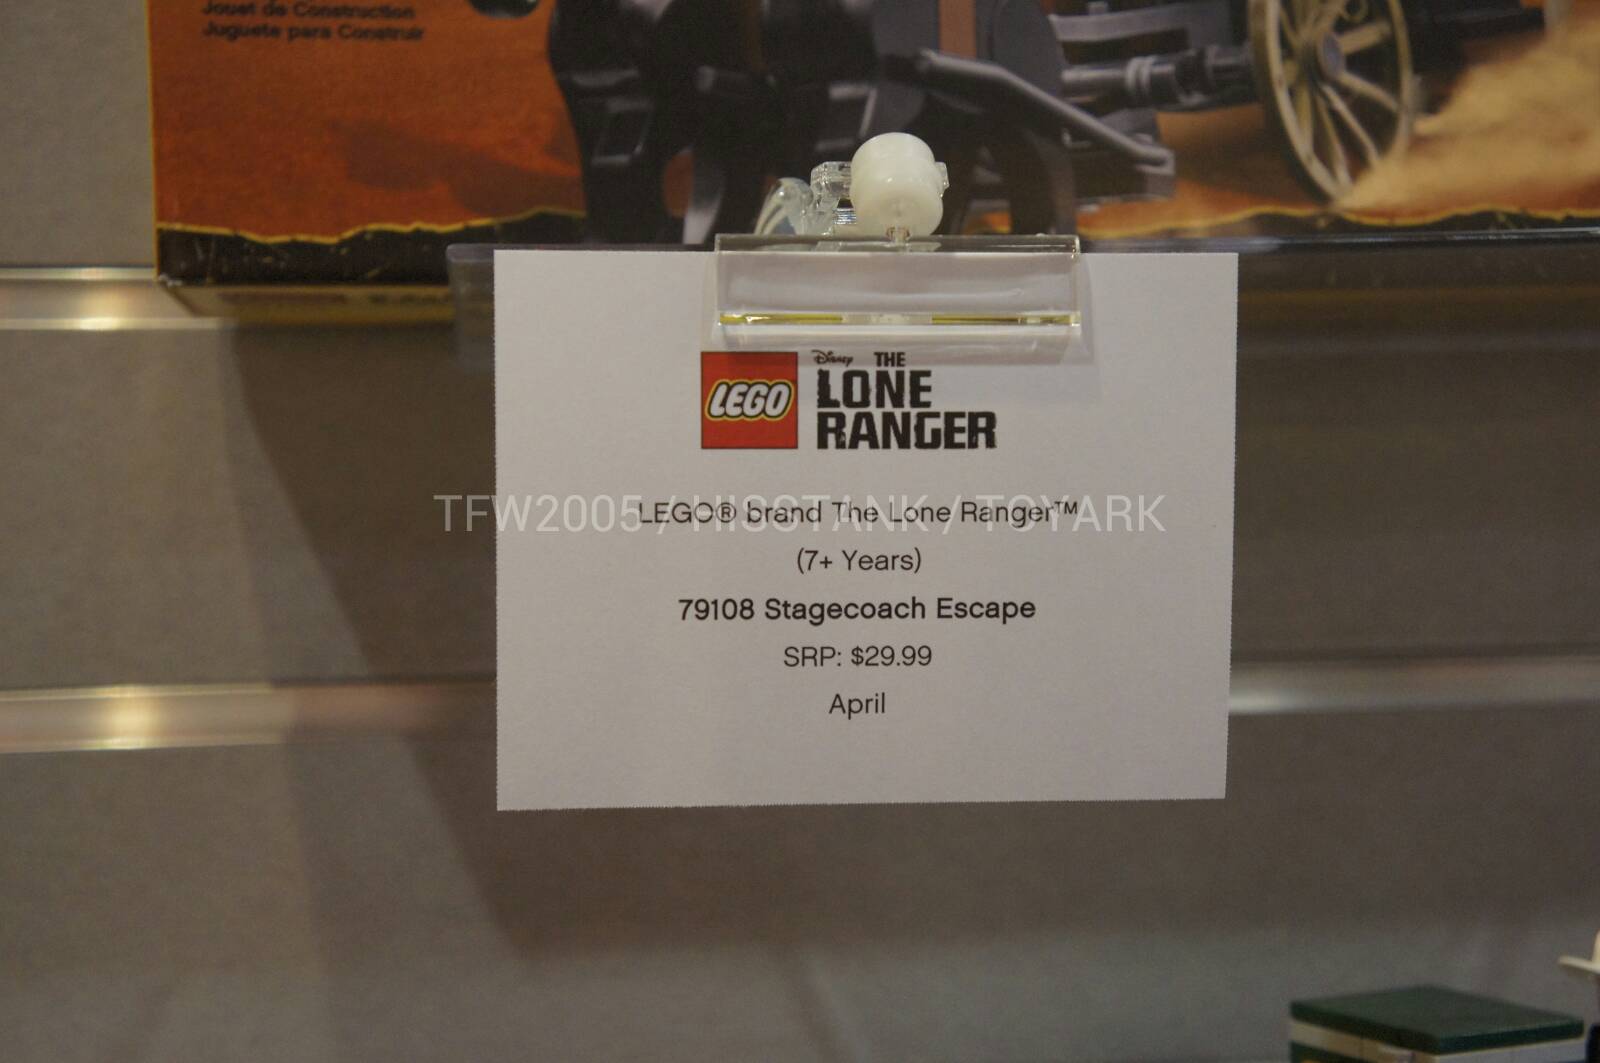 Jouet de Construction
Juguete para Construir
LEGO
Disney THE
LONE
RANGER
TFW2005 / HISSTANK / TOYARK
LEGO® brand The Lone Ranger™
(7+ Years)
79108 Stagecoach Escape
SRP: $29.99
April